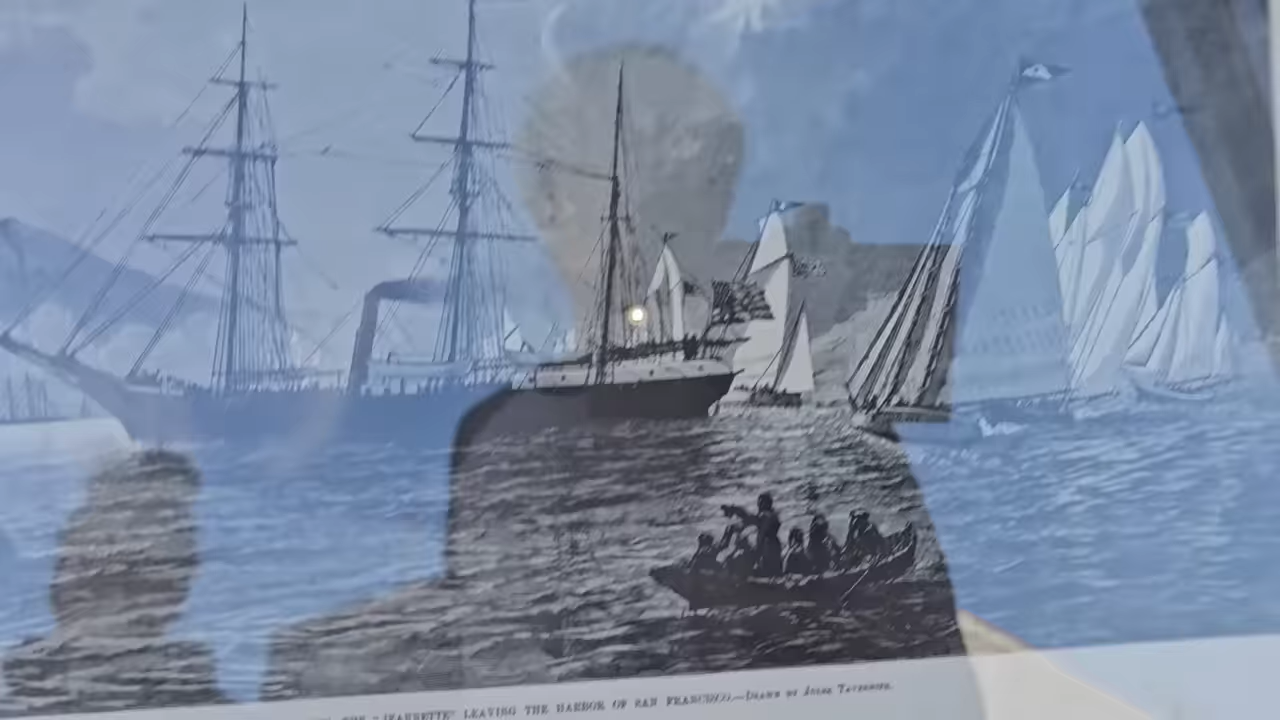 "JEANNETTE" LEAVING THE HARBOR OF SAN FRANCISCO.—DRAWN BY JULES TAVERNIER.